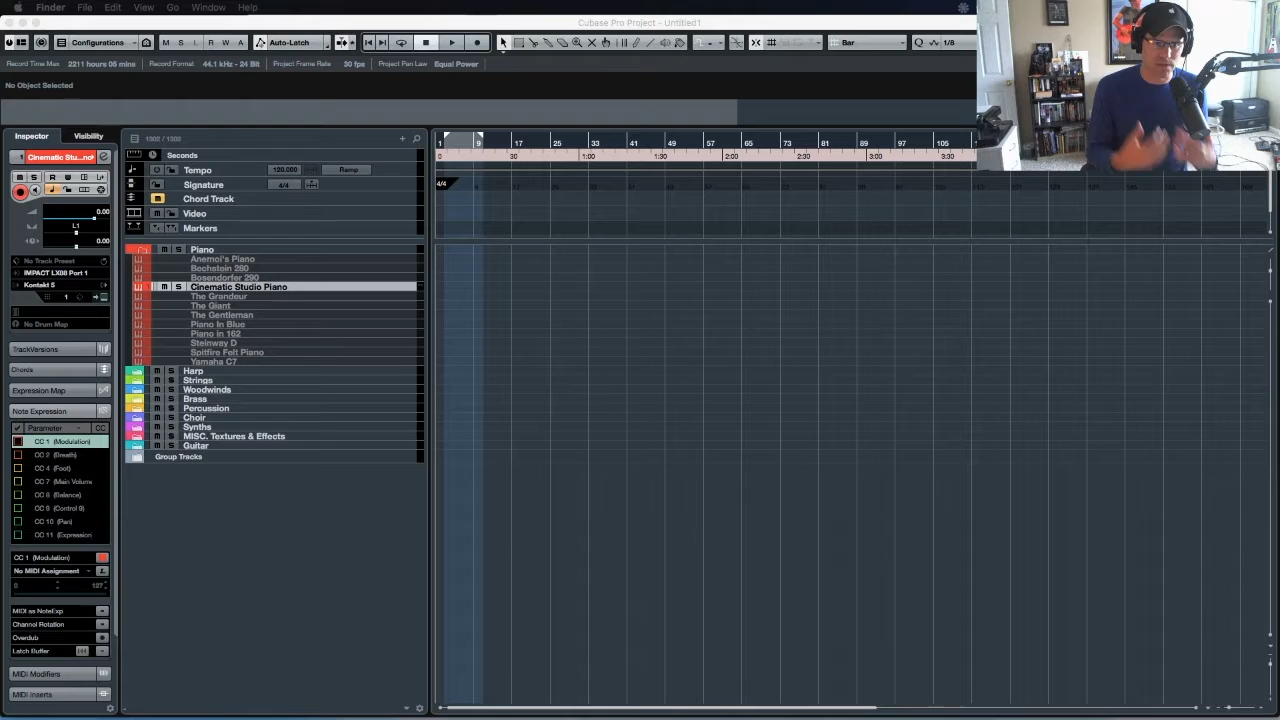 Finder File Edit View Go Window Help
Cubase Pro Project - Untitled1
Configurations M S L R W A Auto-Latch Bar Q 1/8
Record Time Max 2211 hours 05 mins Record Format 44.1 kHz - 24 Bit Project Frame Rate 30 fps Project Pan Law Equal Power
No Object Selected
Inspector Visibility
1302 / 1302
1 9 17 25 33 41 49 57 65 73 81 89 97 105
Seconds
0 30 1:00 1:30 2:00 2:30 3:00 3:30
Cinematic Stu...no
Tempo 120.000 Ramp
Signature 4/4
4/4
Chord Track
Video
Markers
0.00
L1
0.00
No Track Preset
IMPACT LX88 Port 1
Kontakt 5
1
No Drum Map
TrackVersions
Chords
Expression Map
Note Expression
Parameter CC
CC 1 (Modulation)
CC 2 (Breath)
CC 4 (Foot)
CC 7 (Main Volume
CC 8 (Balance)
CC 9 (Control 9)
CC 10 (Pan)
CC 11 (Expression
CC 1 (Modulation)
No MIDI Assignment
0 127
MIDI as NoteExp
Channel Rotation
Overdub
Latch Buffer
MIDI Modifiers
MIDI Inserts
m S Piano
Anemoi's Piano
Bechstein 280
Bosendorfer 290
m S Cinematic Studio Piano
The Grandeur
The Giant
The Gentleman
Piano In Blue
Piano in 162
Steinway D
Spitfire Felt Piano
Yamaha C7
m S Harp
m S Strings
m S Woodwinds
m S Brass
m S Percussion
m S Choir
m S Synths
m S MISC. Textures & Effects
m S Guitar
Group Tracks